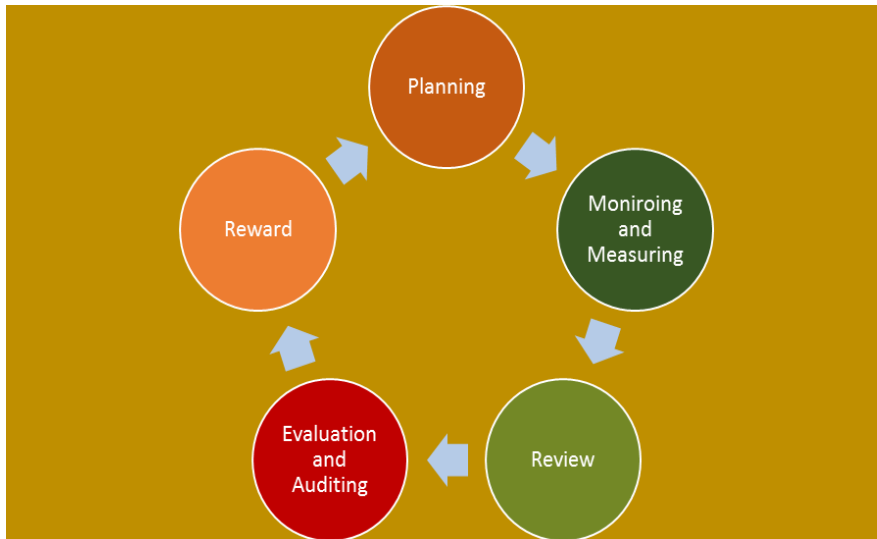 Planning
Moniroing
and
Measuring
Review
Evaluation
and
Auditing
Reward